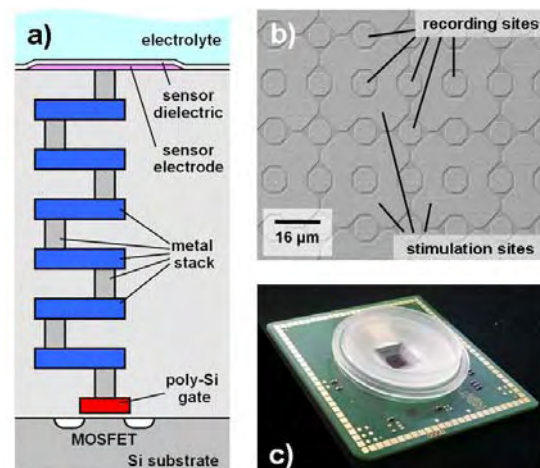 a)
electrolyte
sensor
dielectric
sensor
electrode
metal
stack
poly-Si
gate
MOSFET
Si substrate
b)
recording sites
16 µm
stimulation sites
c)